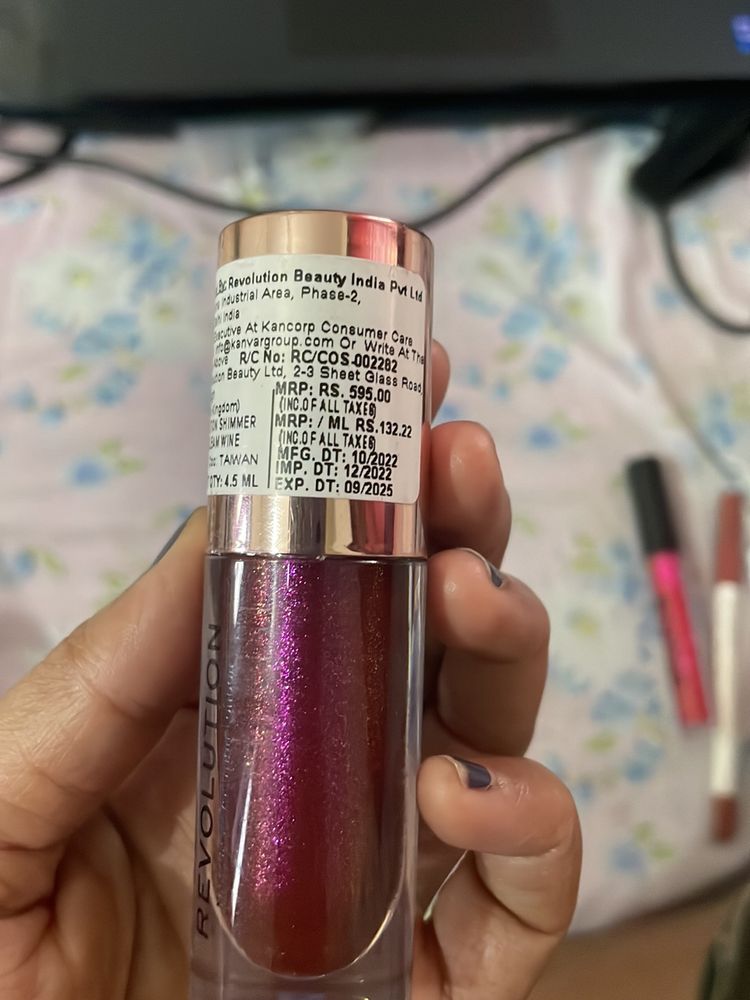 Revolution Beauty India Pvt Ltd
Industrial Area, Phase-2,
India
Executive At Kancorp Consumer Care
info@kanvargroup.com Or Write At The
R/C No: RC/COS-002282
Beauty Ltd, 2-3 Sheet Glass Road,
Kingdom)
SHIMMER
WINE
TAIWAN
QTY: 4.5 ML
MRP: RS. 595.00
(INC.OF ALL TAXES)
MRP: / ML RS.132.22
(INC.OF ALL TAXES)
MFG. DT: 10/2022
IMP. DT: 12/2022
EXP. DT: 09/2025
REVOLUTION